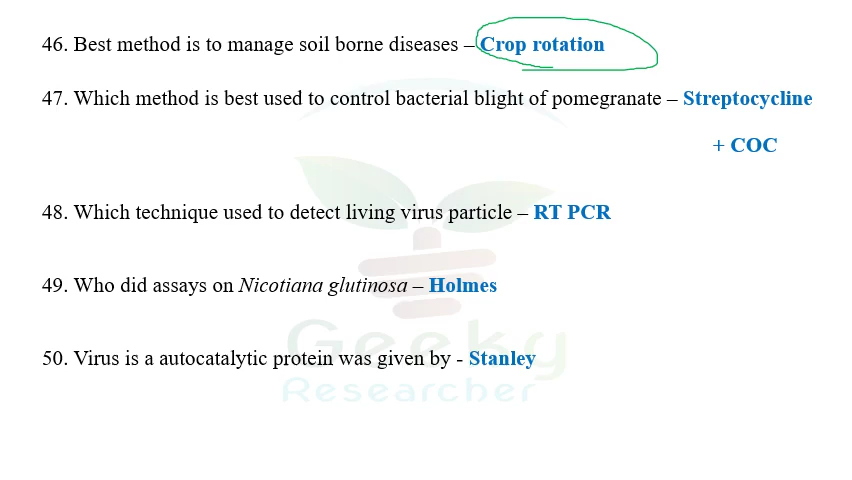 46. Best method is to manage soil borne diseases – Crop rotation
47. Which method is best used to control bacterial blight of pomegranate – Streptocycline
+ COC
48. Which technique used to detect living virus particle – RT PCR
49. Who did assays on Nicotiana glutinosa – Holmes
Geeky
50. Virus is a autocatalytic protein was given by - Stanley
Researcher